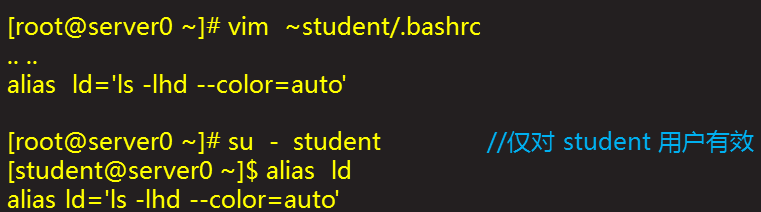 [root@server0 ~]# vim  ~student/.bashrc
.. ..
alias  ld='ls -lhd --color=auto'
[root@server0 ~]# su  -  student //仅对 student 用户有效
[student@server0 ~]$ alias  ld
alias ld='ls -lhd --color=auto'